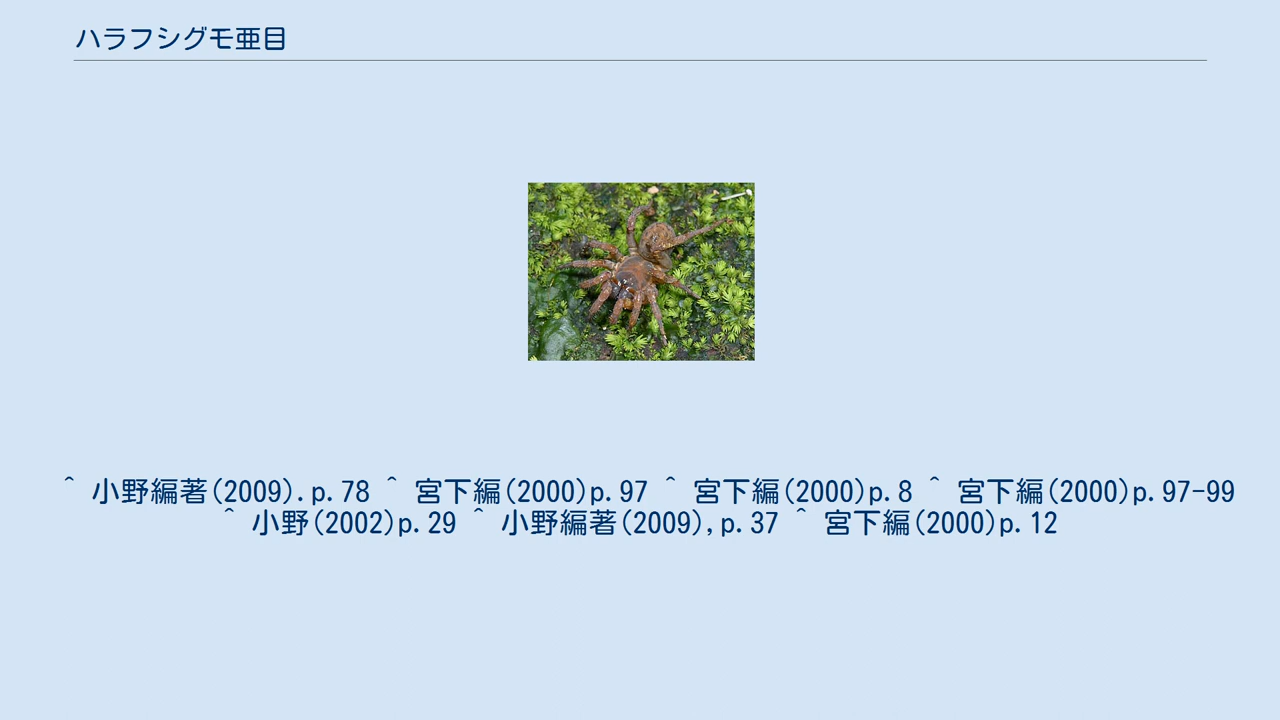 ハラフシグモ亜目
^ 小野編著(2009).p.78 ^ 宮下編(2000)p.97 ^ 宮下編(2000)p.8 ^ 宮下編(2000)p.97-99
^ 小野(2002)p.29 ^ 小野編著(2009),p.37 ^ 宮下編(2000)p.12